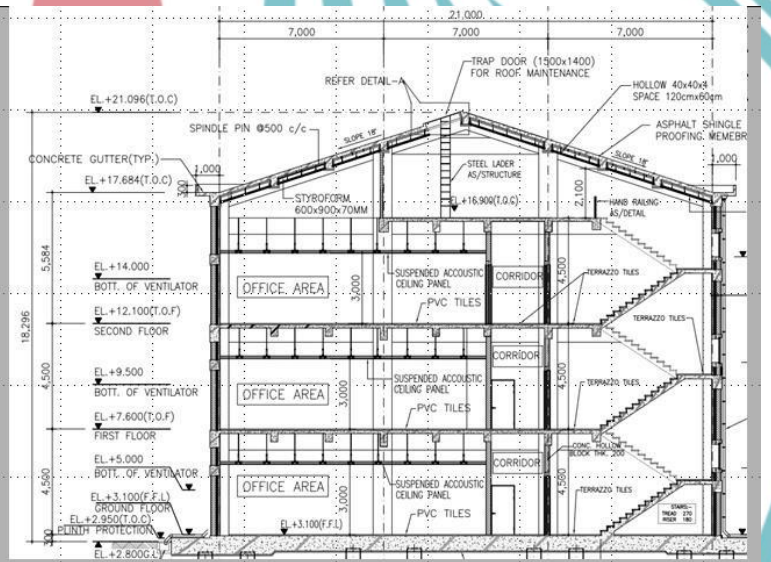 21,000
7,000
7,000
7,000
TRAP DOOR (1500x1400)
FOR ROOF MAINTENANCE
REFER DETAIL-A
HOLLOW 40x40x4
SPACE 120cmx60cm
EL.+21.096(T.O.C)
SPINDLE PIN @500 c/c
SLOPE 18°
SLOPE 18°
ASPHALT SHINGLE
PROOFING. MEMEBR
CONCRETE GUTTER(TYP.)
1,000
1,000
STEEL LADER
AS/STRUCTURE
EL.+17.684(T.O.C)
300
STYROFORM
600x900x70MM
EL.+16.900(T.O.C)
2,100
HAND RAILING
AS/DETAIL
5,584
EL.+14.000
BOTT. OF VENTILATOR
SUSPENDED ACCOUSTIC
CEILING PANEL
CORRIDOR
4,500
TERRAZZO TILES
OFFICE AREA
3,000
PVC TILES
EL.+12.100(T.O.F)
SECOND FLOOR
TERRAZZO TILES
18,296
CORRIDOR
EL.+9.500
BOTT. OF VENTILATOR
SUSPENDED ACCOUSTIC
CEILING PANEL
4,500
4,500
TERRAZZO TILES
OFFICE AREA
3,000
PVC TILES
EL.+7.600(T.O.F)
FIRST FLOOR
CONC. HOLLOW
BLOCK THK. 200
EL.+5.000
BOTT. OF VENTILATOR
CORRIDOR
4,500
4,500
SUSPENDED ACCOUSTIC
CEILING PANEL
TERRAZZO TILES
OFFICE AREA
3,000
EL.+3.100(F.F.L)
GROUND FLOOR
PVC TILES
STAIRS:-
TREAD 270
RISER 180
EL.+2.950(T.O.C)
PLINTH PROTECTION
EL.+3.100(F.F.L)
300
EL.+2.800